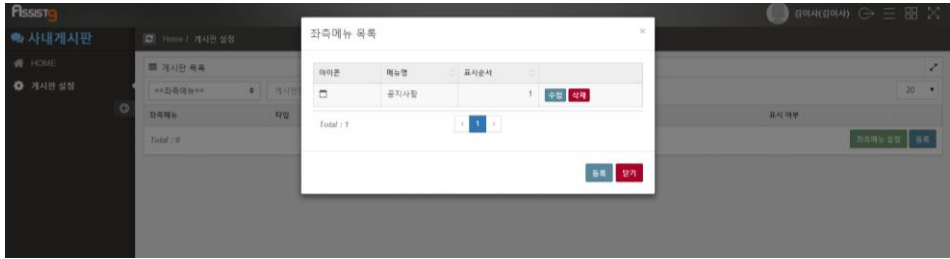 Assist9
김이사(김이사)
사내게시판
Home / 게시판 설정
HOME
게시판 설정
게시판 목록
==좌측메뉴==
20
좌측메뉴
타입
표시 여부
Total : 0
좌측메뉴 설정 등록
좌측메뉴 목록
×
아이콘 메뉴명 표시순서
공지사항 1 수정 삭제
Total : 1
‹ 1 ›
등록 닫기